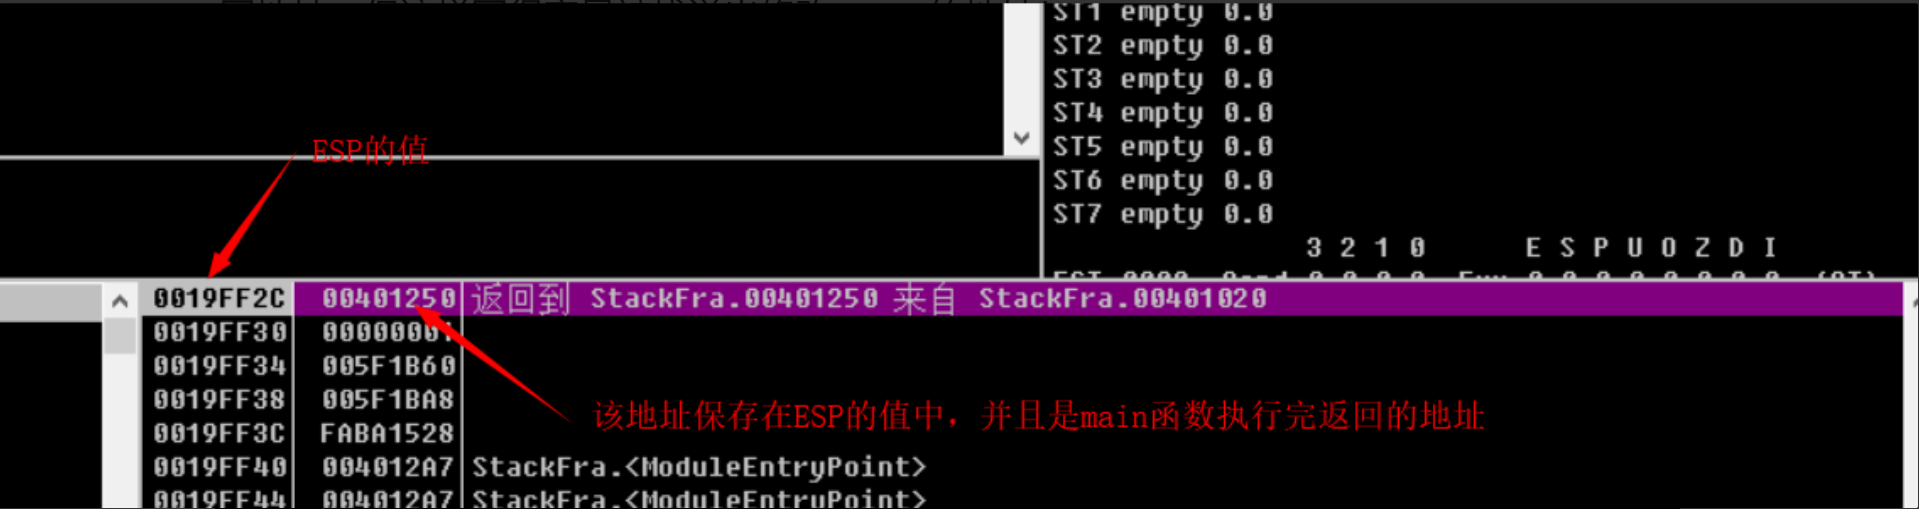 ST1 empty 0.0
ST2 empty 0.0
ST3 empty 0.0
ST4 empty 0.0
ST5 empty 0.0
ST6 empty 0.0
ST7 empty 0.0
3 2 1 0 E S P U O Z D I
ESP的值
0019FF2C 00401250 返回到 StackFra.00401250 来自 StackFra.00401020
0019FF30 00000001
0019FF34 005F1B60
0019FF38 005F1BA8
0019FF3C FABA1528
该地址保存在ESP的值中，并且是main函数执行完返回的地址
0019FF40 004012A7 StackFra.<ModuleEntryPoint>
0019FF44 004012A7 StackFra.<ModuleEntryPoint>